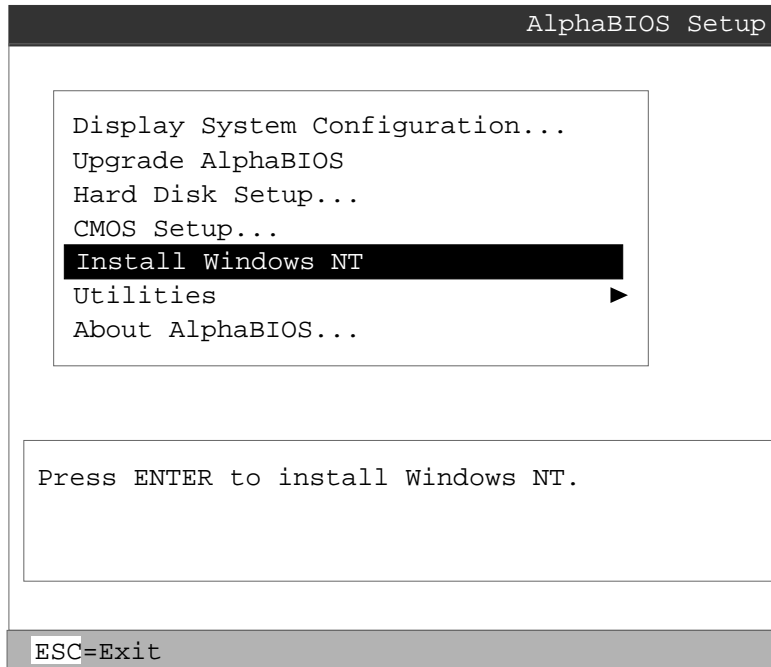 AlphaBIOS Setup
Display System Configuration...
Upgrade AlphaBIOS
Hard Disk Setup...
CMOS Setup...
Install Windows NT
Utilities
About AlphaBIOS...
Press ENTER to install Windows NT.
ESC=Exit